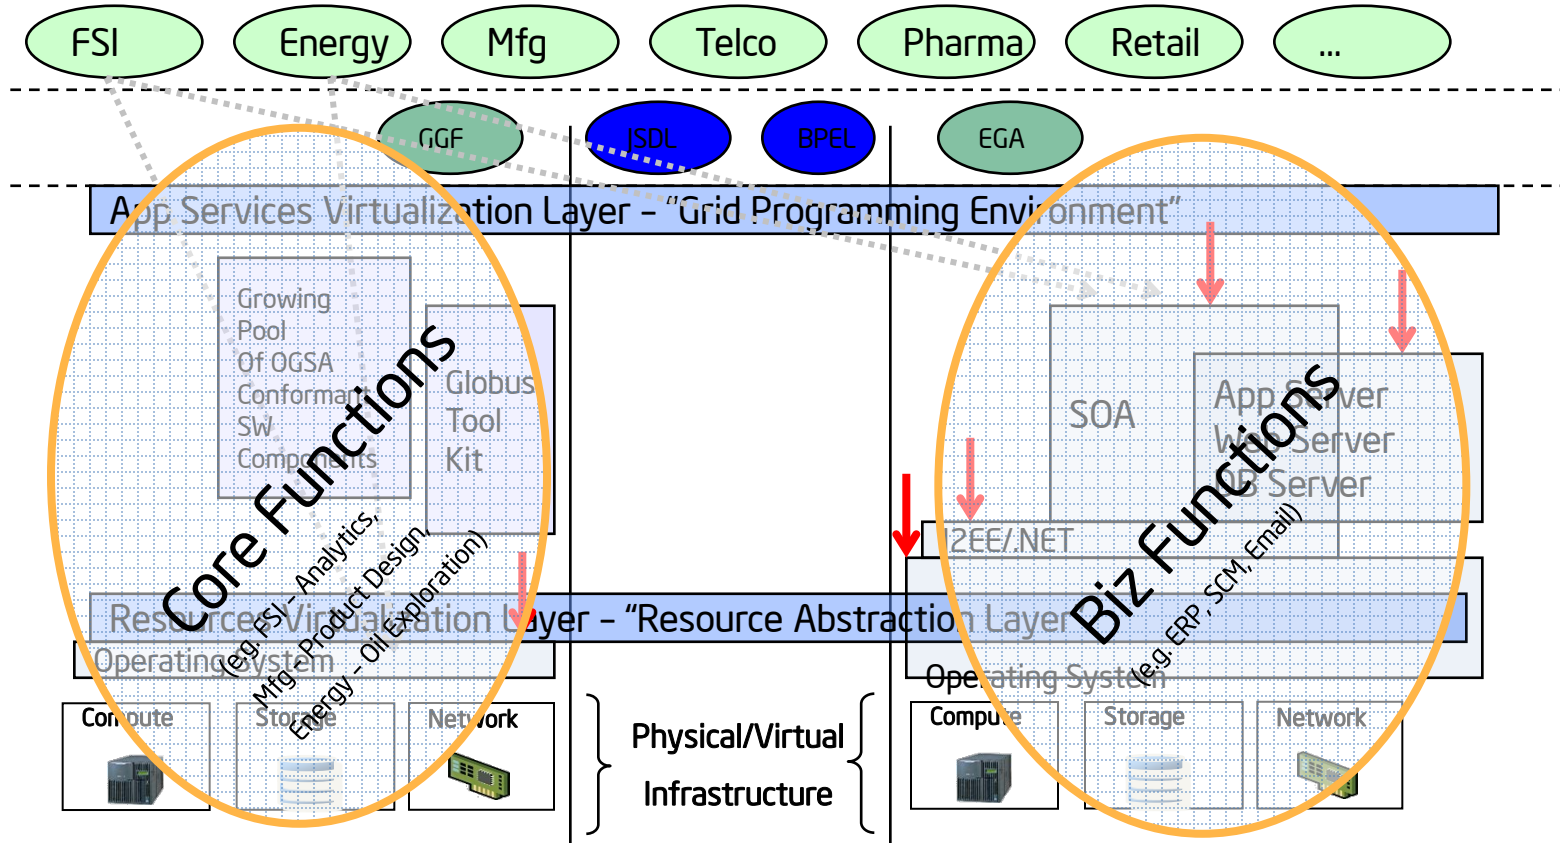 FSI
Energy
Mfg
Telco
Pharma
Retail
...
GGF
JSDL
BPEL
EGA
App Services Virtualization Layer – “Grid Programming Environment”
Growing
Pool
Of OGSA
Conformant
SW
Components
Globus
Tool
Kit
Core Functions
(e.g. FSI – Analytics,
Mfg – Product Design,
Energy – Oil Exploration)
SOA
App Server
Web Server
DB Server
J2EE/.NET
Biz Functions
(e.g. ERP, SCM, Email)
Resources Virtualization Layer – “Resource Abstraction Layer
Operating System
Operating System
Compute
Storage
Network
Physical/Virtual
Infrastructure
Compute
Storage
Network